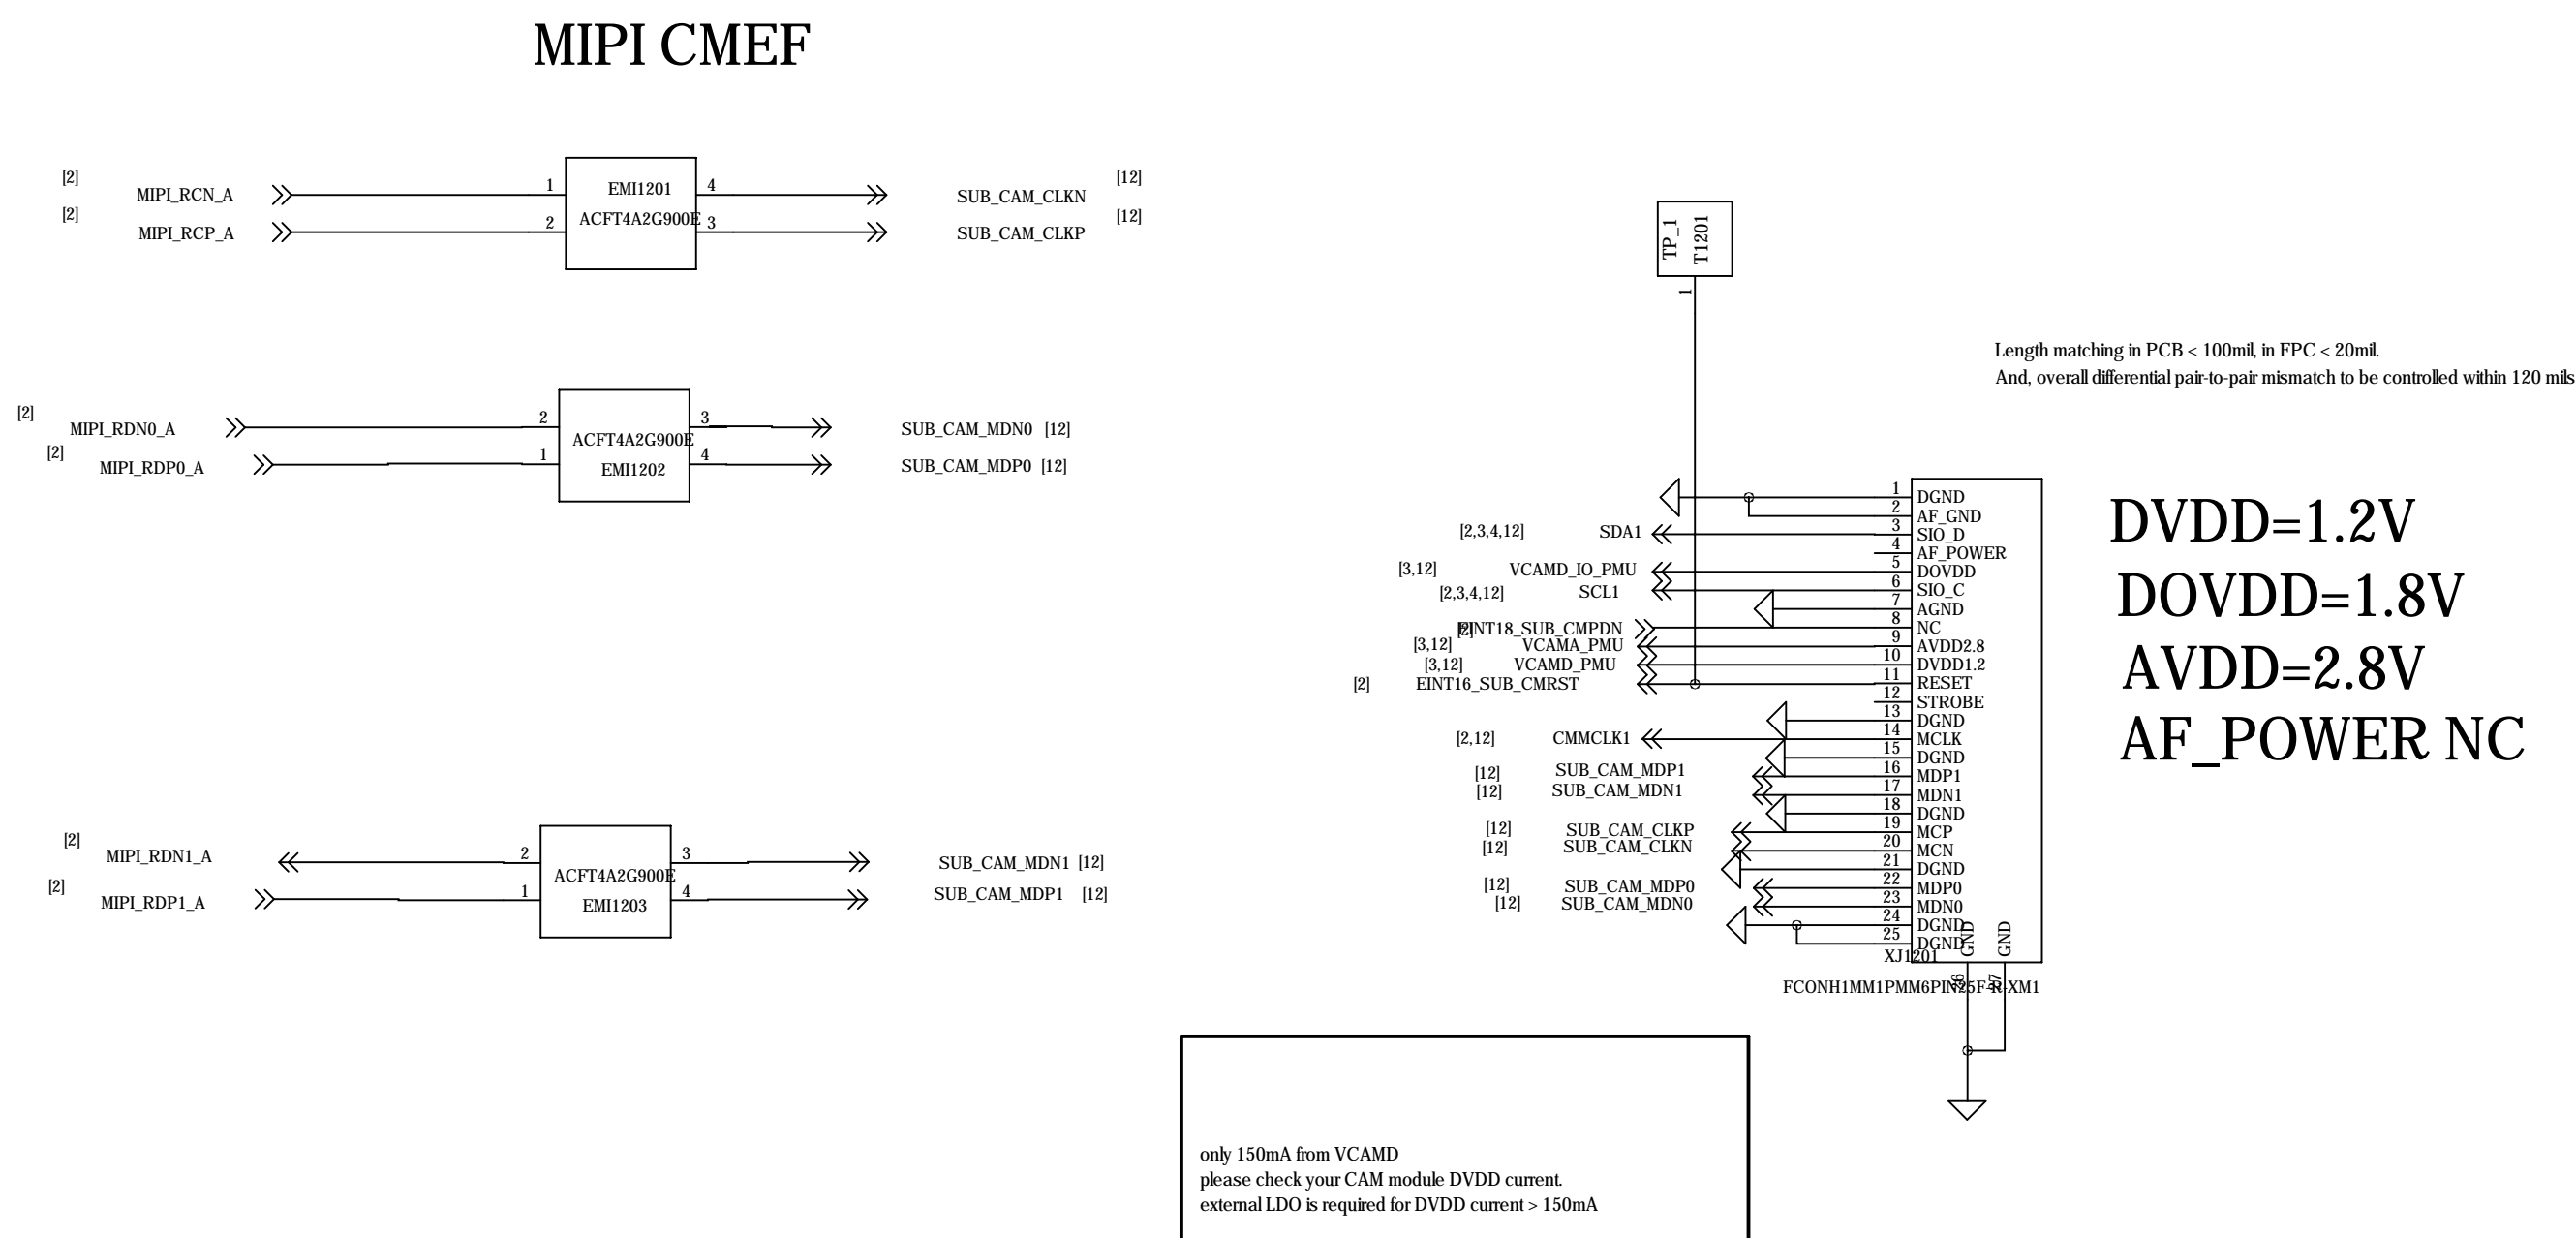 MIPI CMEF
[2] MIPI_RCN_A 1 EMI1201 4 SUB_CAM_CLKN [12]
[2] MIPI_RCP_A 2 ACFT4A2G900E 3 SUB_CAM_CLKP [12]
[2] MIPI_RDN0_A 2 ACFT4A2G900E 3 SUB_CAM_MDN0 [12]
[2] MIPI_RDP0_A 1 EMI1202 4 SUB_CAM_MDP0 [12]
[2] MIPI_RDN1_A 2 ACFT4A2G900E 3 SUB_CAM_MDN1 [12]
[2] MIPI_RDP1_A 1 EMI1203 4 SUB_CAM_MDP1 [12]
TP_1
T1201
1
Length matching in PCB < 100mil, in FPC < 20mil.
And, overall differential pair-to-pair mismatch to be controlled within 120 mils
1 DGND
2 AF_GND
[2,3,4,12] SDA1 3 SIO_D
4 AF_POWER
[3,12] VCAMD_IO_PMU 5 DOVDD
[2,3,4,12] SCL1 6 SIO_C
7 AGND
[2] EINT18_SUB_CMPDN 8 NC
[3,12] VCAMA_PMU 9 AVDD2.8
[3,12] VCAMD_PMU 10 DVDD1.2
[2] EINT16_SUB_CMRST 11 RESET
12 STROBE
13 DGND
[2,12] CMMCLK1 14 MCLK
15 DGND
[12] SUB_CAM_MDP1 16 MDP1
[12] SUB_CAM_MDN1 17 MDN1
18 DGND
[12] SUB_CAM_CLKP 19 MCP
[12] SUB_CAM_CLKN 20 MCN
21 DGND
[12] SUB_CAM_MDP0 22 MDP0
[12] SUB_CAM_MDN0 23 MDN0
24 DGND
25 DGND
GND GND
XJ1201
26 27
FCONH1MM1PMM6PIN25F-R-XM1
DVDD=1.2V
DOVDD=1.8V
AVDD=2.8V
AF_POWER NC
only 150mA from VCAMD
please check your CAM module DVDD current.
external LDO is required for DVDD current > 150mA